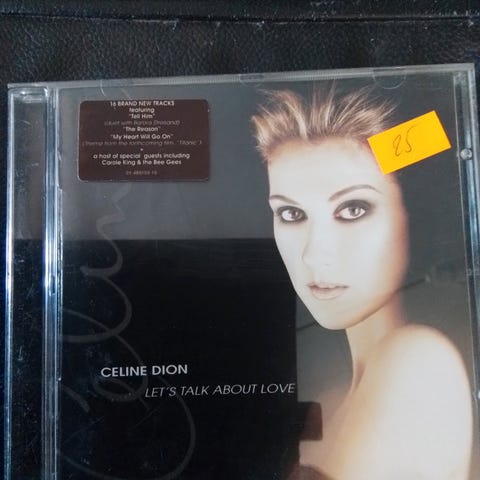 16 BRAND NEW TRACKS
featuring
"Tell Him"
(duet with Barbra Streisand)
"The Reason"
"My Heart Will Go On"
(Theme from the forthcoming film, "Titanic")
+
a host of special guests including
Carole King & the Bee Gees
25
CELINE DION
LET'S TALK ABOUT LOVE